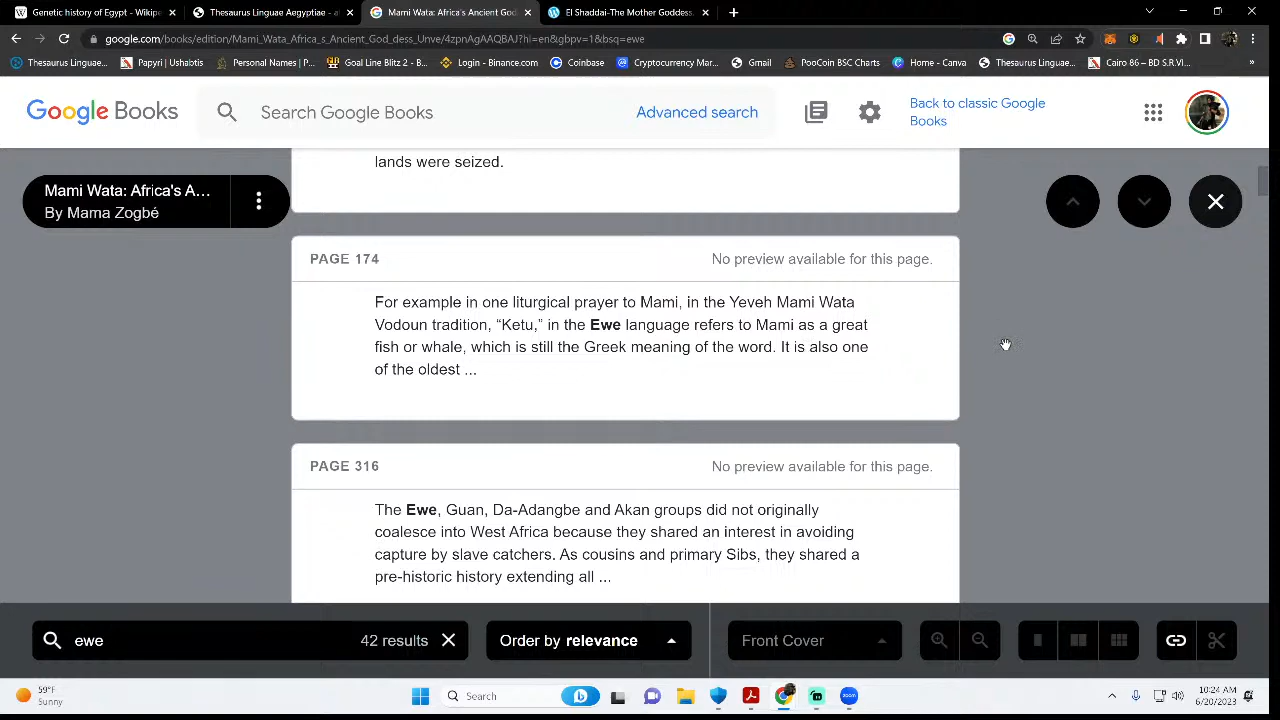 Genetic history of Egypt - Wikipe
Thesaurus Linguae Aegyptiae - al
Mami Wata: Africa's Ancient God
El Shaddai-The Mother Goddess.
google.com/books/edition/Mami_Wata_Africa_s_Ancient_God_dess_Unve/4zpnAgAAQBAJ?hl=en&gbpv=1&bsq=ewe
Thesaurus Linguae...
Papyri | Ushabtis
Personal Names | P...
Goal Line Blitz 2 - B...
Login - Binance.com
Coinbase
Cryptocurrency Mar...
Gmail
PooCoin BSC Charts
Home - Canva
Thesaurus Linguae...
Cairo 86 – BD S.R.Vl...
Google Books
Search Google Books
Advanced search
Back to classic Google
Books
lands were seized.
Mami Wata: Africa's A...
By Mama Zogbé
PAGE 174
No preview available for this page.
For example in one liturgical prayer to Mami, in the Yeveh Mami Wata
Vodoun tradition, “Ketu,” in the Ewe language refers to Mami as a great
fish or whale, which is still the Greek meaning of the word. It is also one
of the oldest ...
PAGE 316
No preview available for this page.
The Ewe, Guan, Da-Adangbe and Akan groups did not originally
coalesce into West Africa because they shared an interest in avoiding
capture by slave catchers. As cousins and primary Sibs, they shared a
pre-historic history extending all ...
ewe
42 results
Order by relevance
Front Cover
59°F
Sunny
Search
10:24 AM
6/20/2023